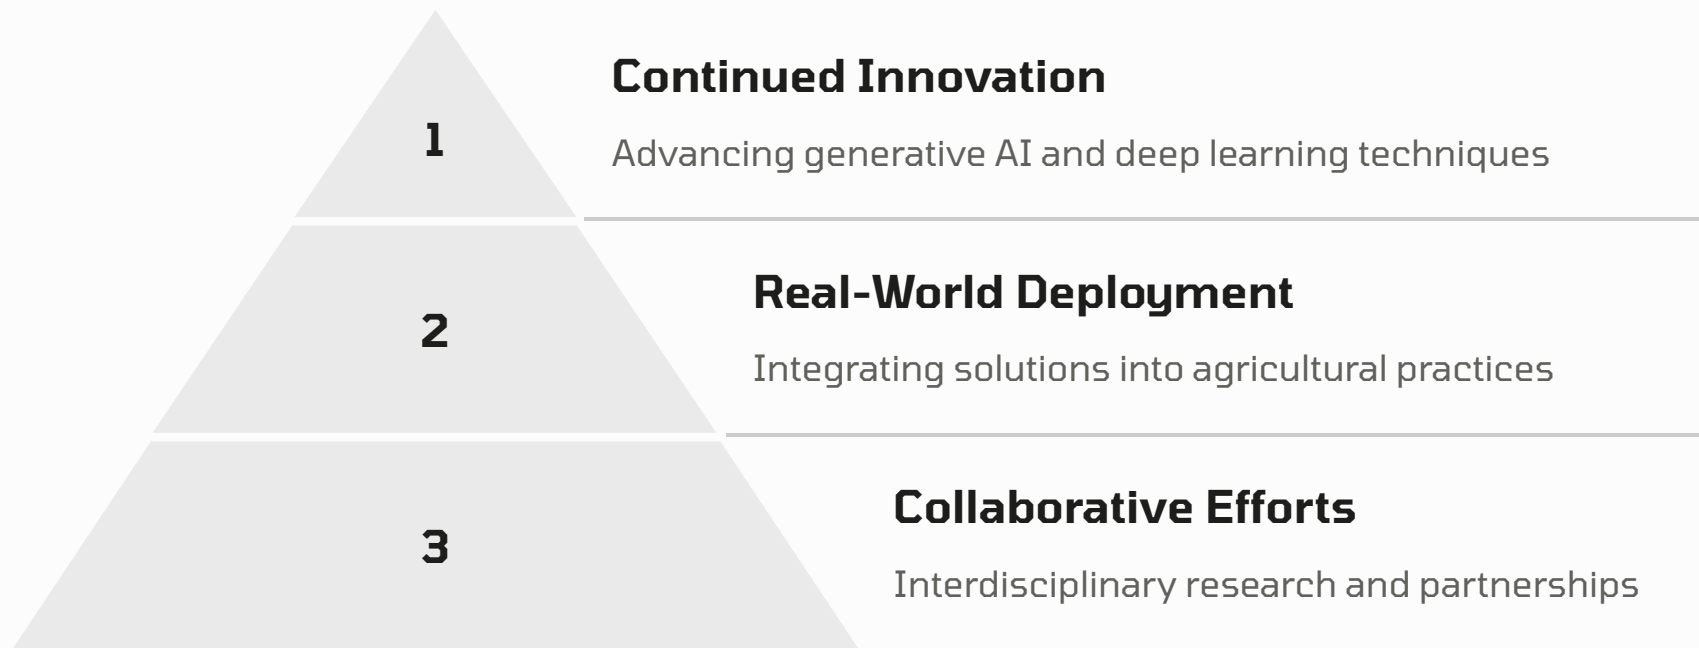 1
Continued Innovation
Advancing generative AI and deep learning techniques
2
Real-World Deployment
Integrating solutions into agricultural practices
3
Collaborative Efforts
Interdisciplinary research and partnerships